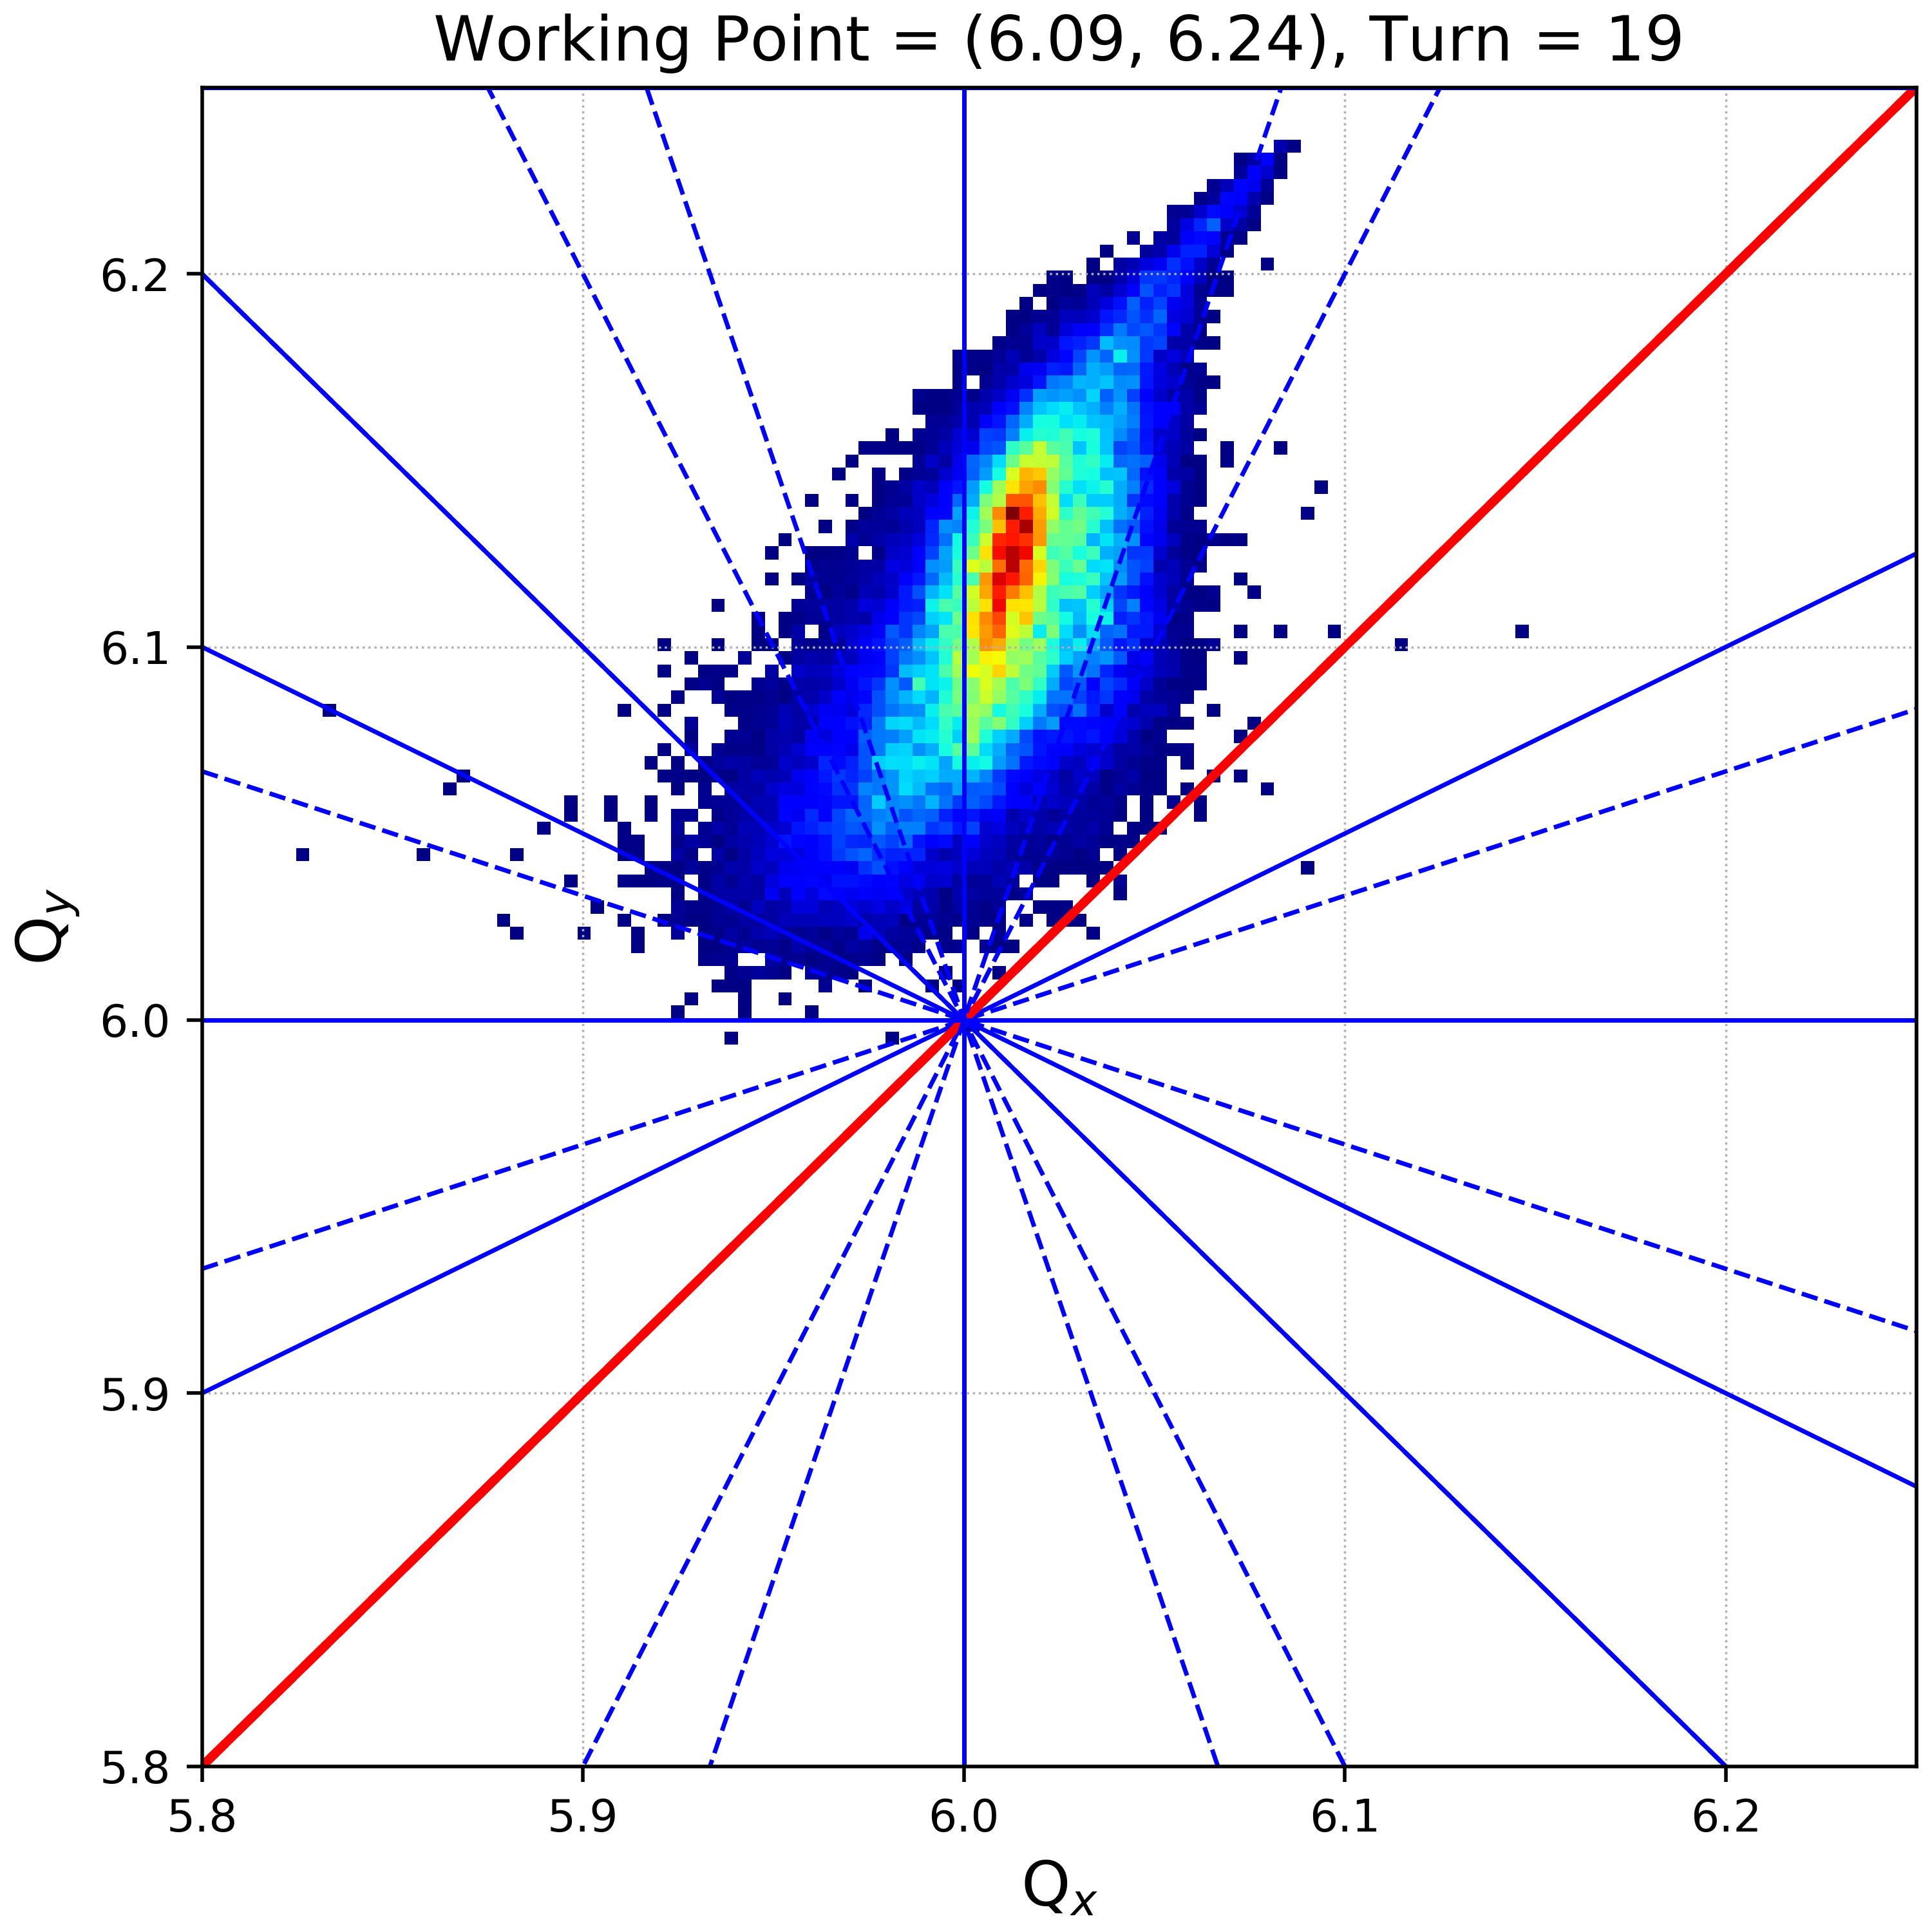 Working Point = (6.09, 6.24), Turn = 19
6.2
6.1
6.0
5.9
5.8
Qy
5.8 5.9 6.0 6.1 6.2
Qx